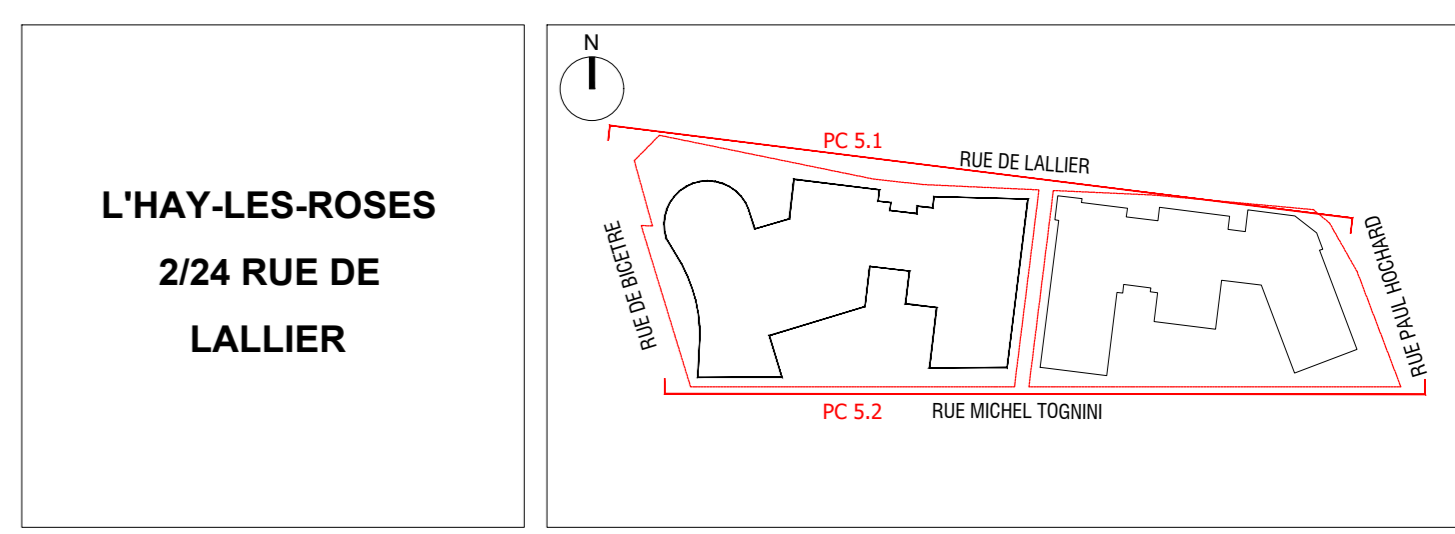 L'HAY-LES-ROSES
2/24 RUE DE
LALLIER
N
PC 5.1
RUE DE LALLIER
RUE DE BICETRE
RUE PAUL HOCHARD
PC 5.2
RUE MICHEL TOGNINI